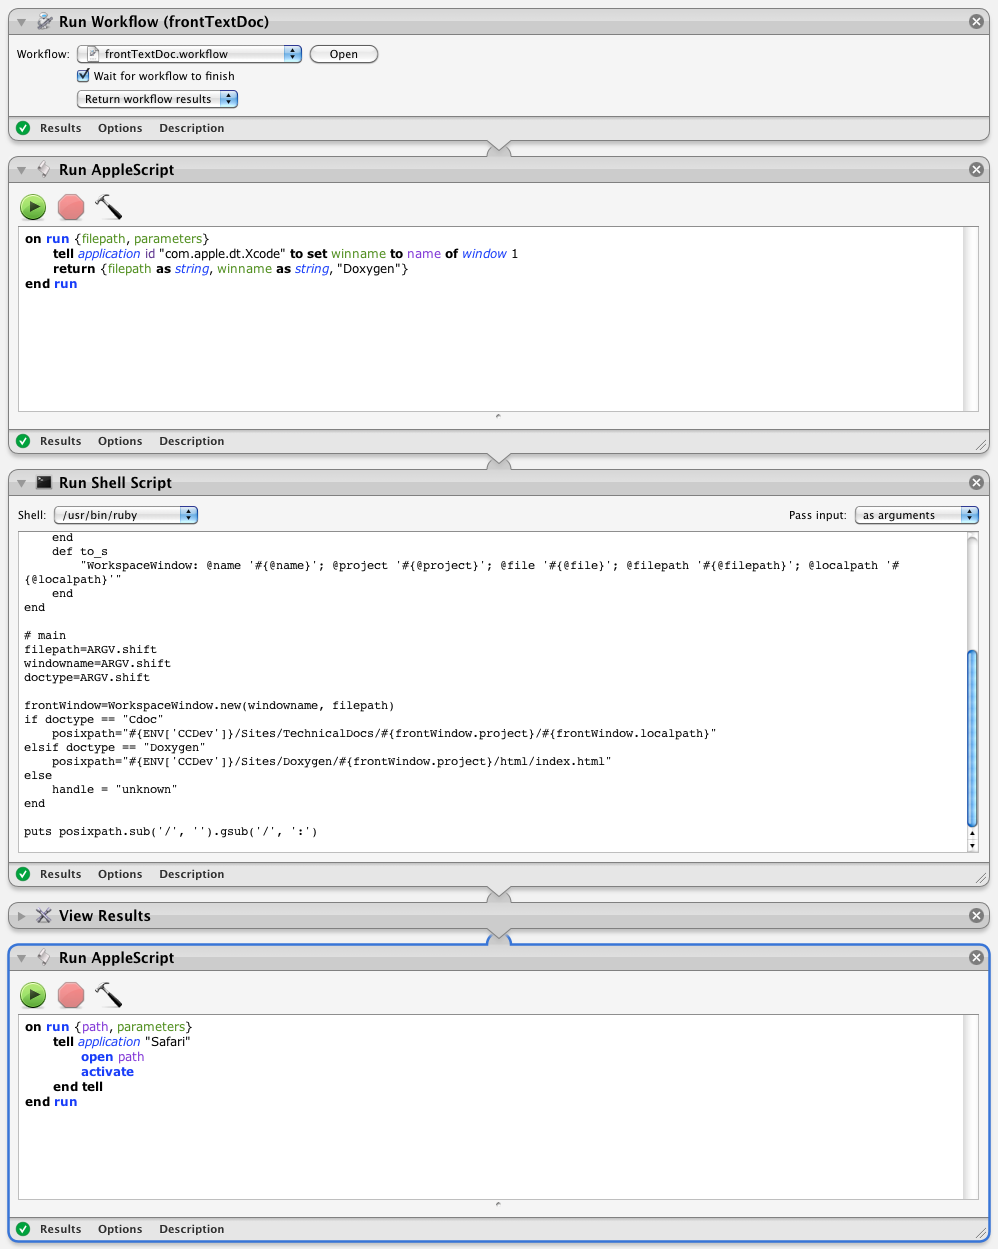 Run Workflow (frontTextDoc)
Workflow: frontTextDoc.workflow Open
Wait for workflow to finish
Return workflow results
Results Options Description
Run AppleScript
on run {filepath, parameters}
tell application id "com.apple.dt.Xcode" to set winname to name of window 1
return {filepath as string, winname as string, "Doxygen"}
end run
Results Options Description
Run Shell Script
Shell: /usr/bin/ruby Pass input: as arguments
end
def to_s
"WorkspaceWindow: @name '#{@name}'; @project '#{@project}'; @file '#{@file}'; @filepath '#{@filepath}'; @localpath '#
{@localpath}'"
end
end
# main
filepath=ARGV.shift
windowname=ARGV.shift
doctype=ARGV.shift
frontWindow=WorkspaceWindow.new(windowname, filepath)
if doctype == "Cdoc"
posixpath="#{ENV['CCDev']}/Sites/TechnicalDocs/#{frontWindow.project}/#{frontWindow.localpath}"
elsif doctype == "Doxygen"
posixpath="#{ENV['CCDev']}/Sites/Doxygen/#{frontWindow.project}/html/index.html"
else
handle = "unknown"
end
puts posixpath.sub('/', '').gsub('/', ':')
Results Options Description
View Results
Run AppleScript
on run {path, parameters}
tell application "Safari"
open path
activate
end tell
end run
Results Options Description